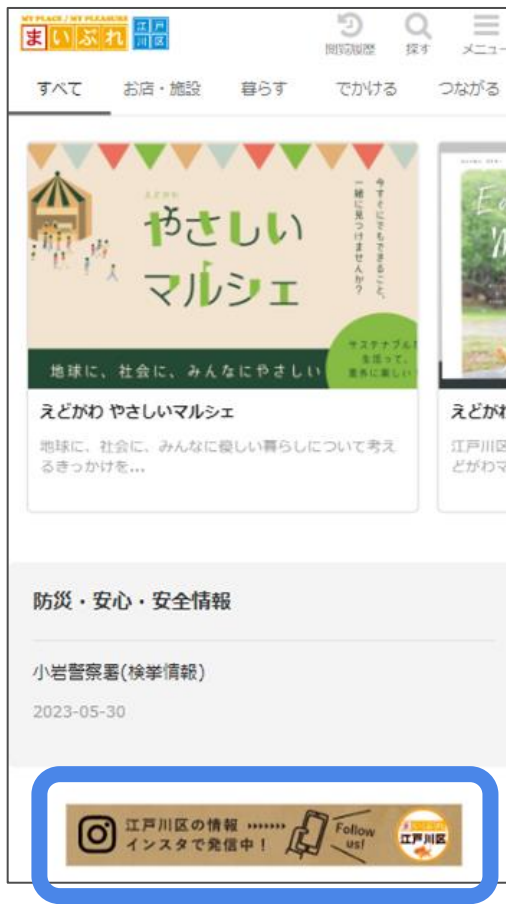 MY PLACE / MY PLEASURE
まいぷれ 江戸川区
閲覧履歴 探す メニュー
すべて お店・施設 暮らす でかける つながる
えどがわ
やさしい
マルシェ
今すぐにでもできること、
一緒に見つけませんか？
サステナブルな
生活って、
意外に楽しい
地球に、社会に、みんなにやさしい
えどがわ やさしいマルシェ
地球に、社会に、みんなに優しい暮らしについて考え
るきっかけを...
えどが
江戸川区
どがわマ
防災・安心・安全情報
小岩警察署(検挙情報)
2023-05-30
江戸川区の情報
インスタで発信中！
Follow
us!
江戸川区